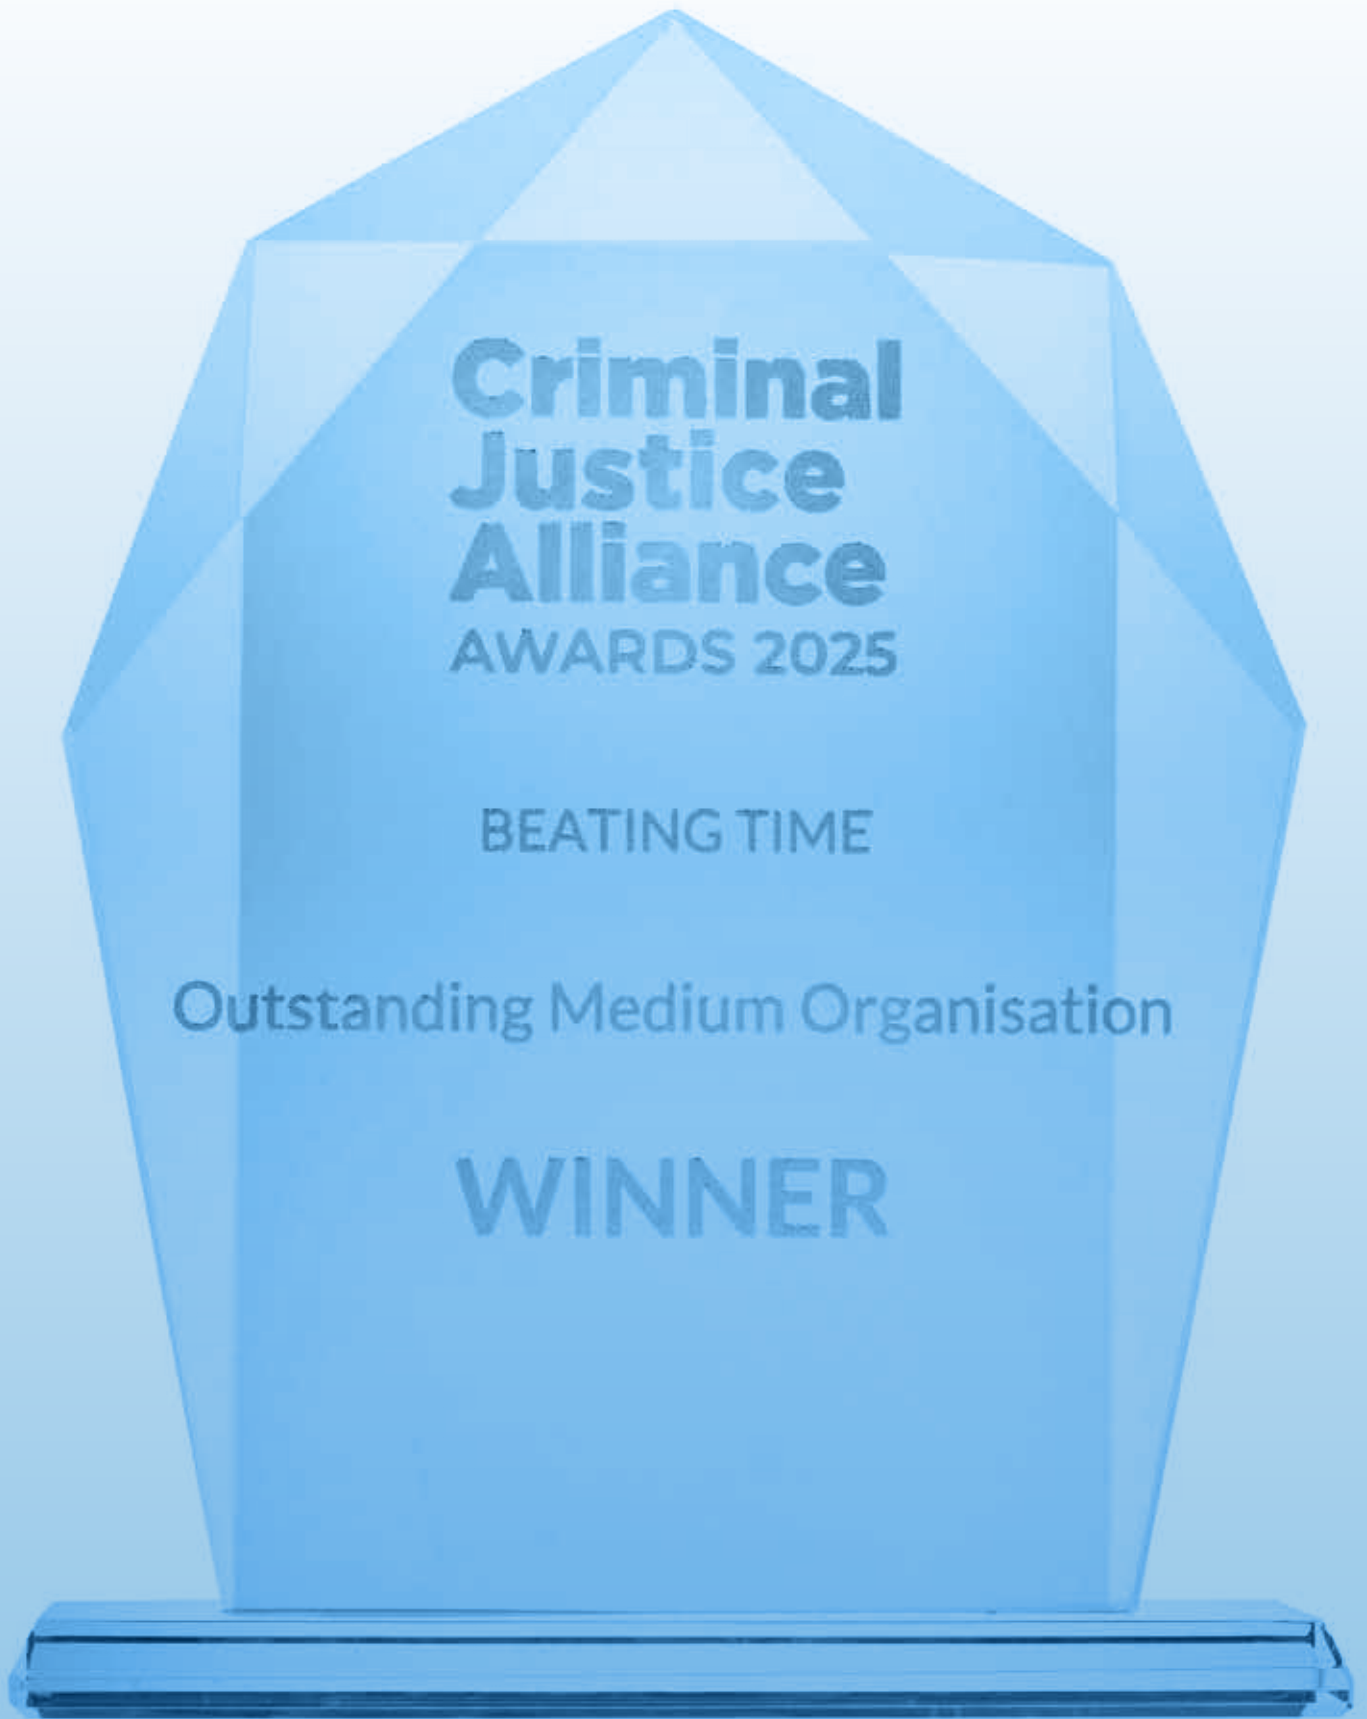 Criminal
Justice
Alliance
AWARDS 2025
BEATING TIME
Outstanding Medium Organisation
WINNER